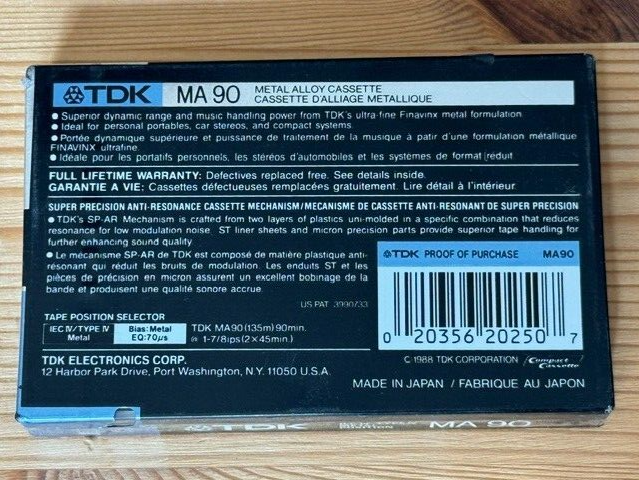 TDK MA 90 METAL ALLOY CASSETTE
CASSETTE D'ALLIAGE METALLIQUE
• Superior dynamic range and music handling power from TDK's ultra-fine Finavinx metal formulation.
• Ideal for personal portables, car stereos, and compact systems.
• Portée dynamique supérieure et puissance de traitement de la musique à patir d'une formulation métallique
FINAVINX ultrafine.
• Idéale pour les portatifs personnels, les stéréos d'automobiles et les systèmes de format reduit.
FULL LIFETIME WARRANTY: Defectives replaced free. See details inside.
GARANTIE A VIE: Cassettes défectueuses remplacées gratuitement. Lire détail à l'intérieur.
SUPER PRECISION ANTI-RESONANCE CASSETTE MECHANISM/MECANISME DE CASSETTE ANTI-RESONANT DE SUPER PRECISION
• TDK's SP-AR Mechanism is crafted from two layers of plastics uni-molded in a specific combination that reduces
resonance for low modulation noise. ST liner sheets and micron precision parts provide superior tape handling for
further enhancing sound quality.
• Le mécanisme SP-AR de TDK est composé de matière plastique anti-
résonant qui réduit les bruits de modulation. Les enduits ST et les
pièces de précision en micron assurent un excellent bobinage de la
bande et produisent une qualité sonore accrue.
US PAT. 3990733
TDK PROOF OF PURCHASE MA90
0 20356 20250 7
TAPE POSITION SELECTOR
IEC IV/TYPE IV
Metal
Bias: Metal
EQ: 70µs
TDK MA90 (135m) 90min.
@ 1-7/8ips (2×45min.)
TDK ELECTRONICS CORP.
12 Harbor Park Drive, Port Washington, N.Y. 11050 U.S.A.
© 1988 TDK CORPORATION Compact Cassette
MADE IN JAPAN / FABRIQUE AU JAPON
TDK MA 90